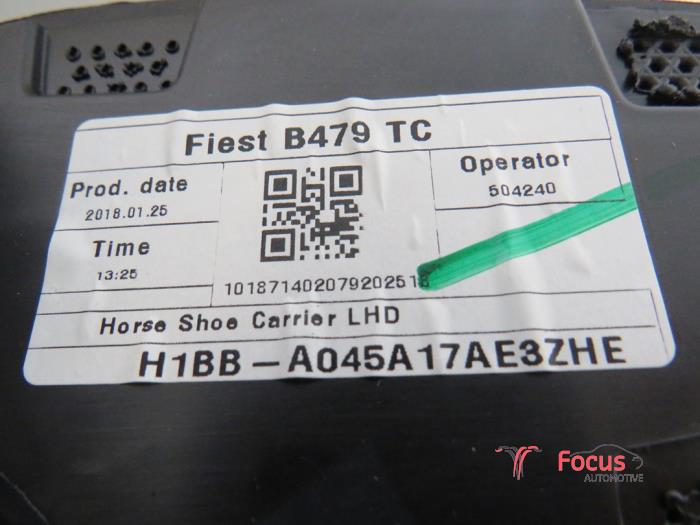 Fiest B479 TC
Prod. date
2018.01.25
Time
13:25
Operator
504240
Horse Shoe Carrier LHD
H1BB-A045A17AE3ZHE
Focus
AUTOMOTIVE